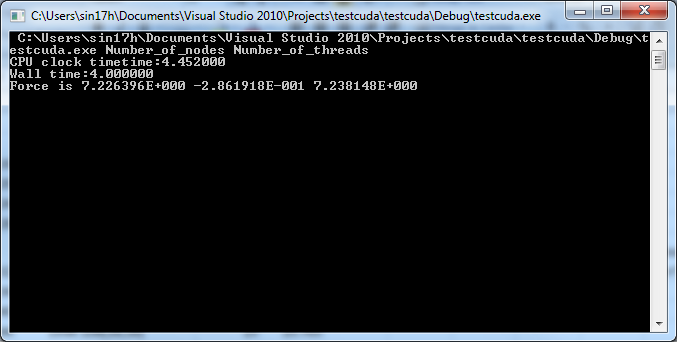 C:\Users\sin17h\Documents\Visual Studio 2010\Projects\testcuda\testcuda\Debug\testcuda.exe
C:\Users\sin17h\Documents\Visual Studio 2010\Projects\testcuda\testcuda\Debug\t
estcuda.exe Number_of_nodes Number_of_threads
CPU clock timetime:4.452000
Wall time:4.000000
Force is 7.226396E+000 -2.861918E-001 7.238148E+000